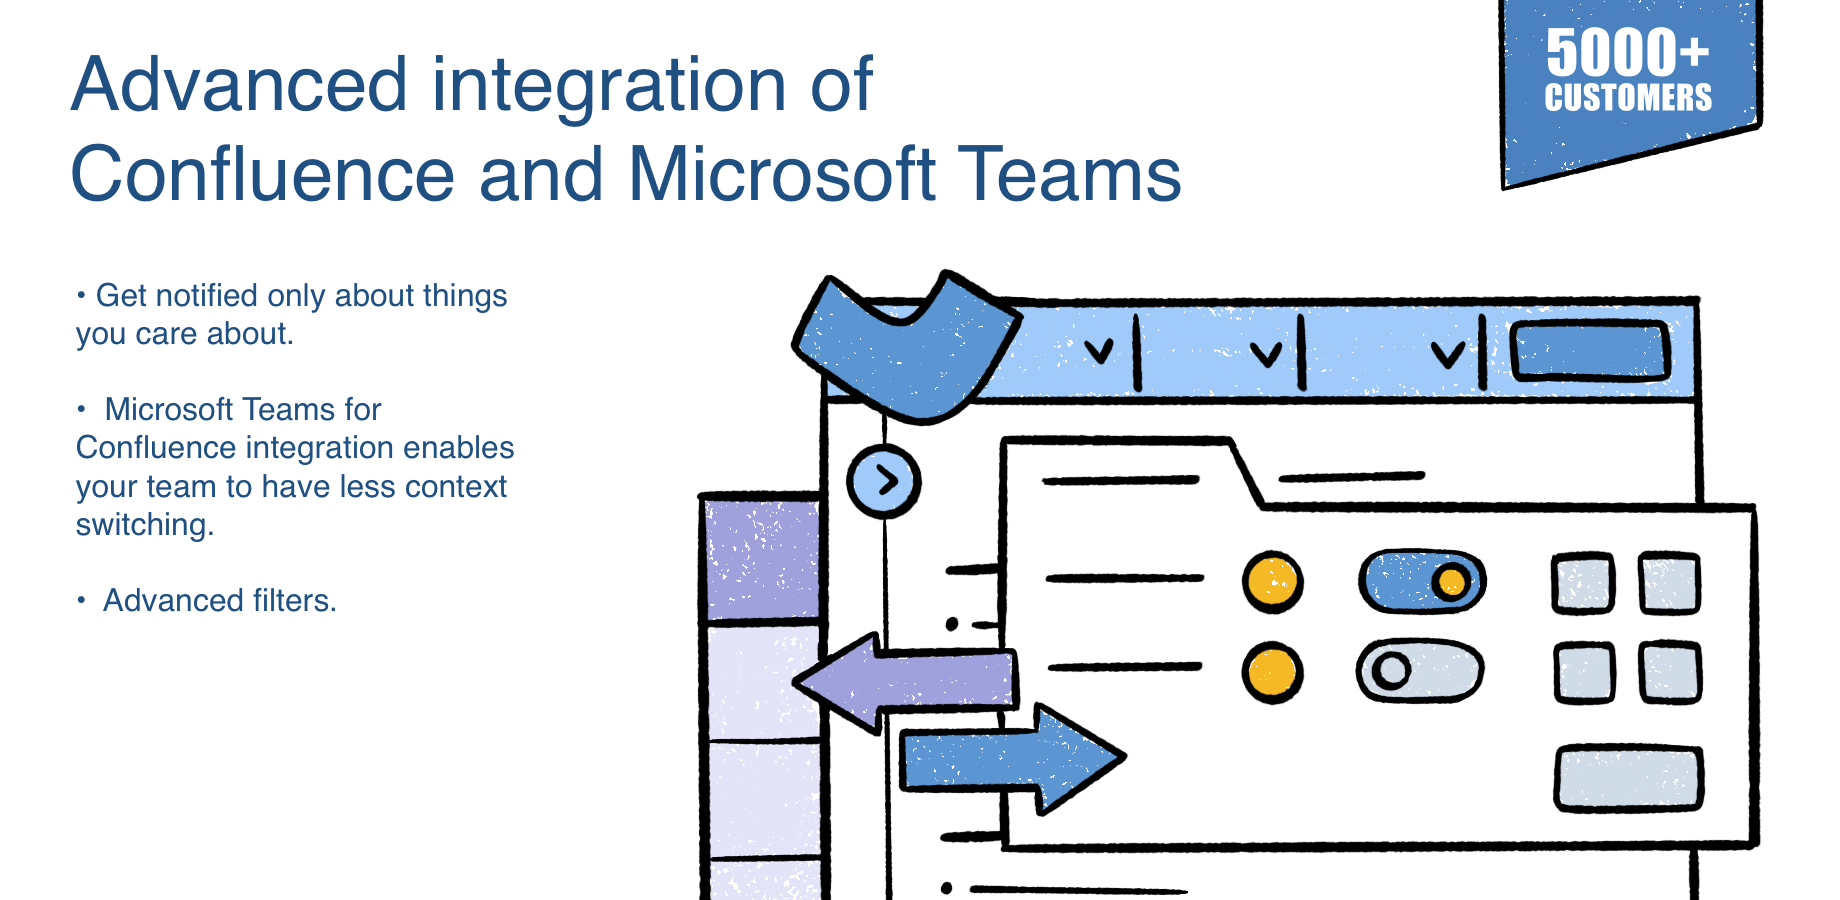 Advanced integration of
Confluence and Microsoft Teams
5000+
CUSTOMERS
• Get notified only about things
you care about.
• Microsoft Teams for
Confluence integration enables
your team to have less context
switching.
• Advanced filters.